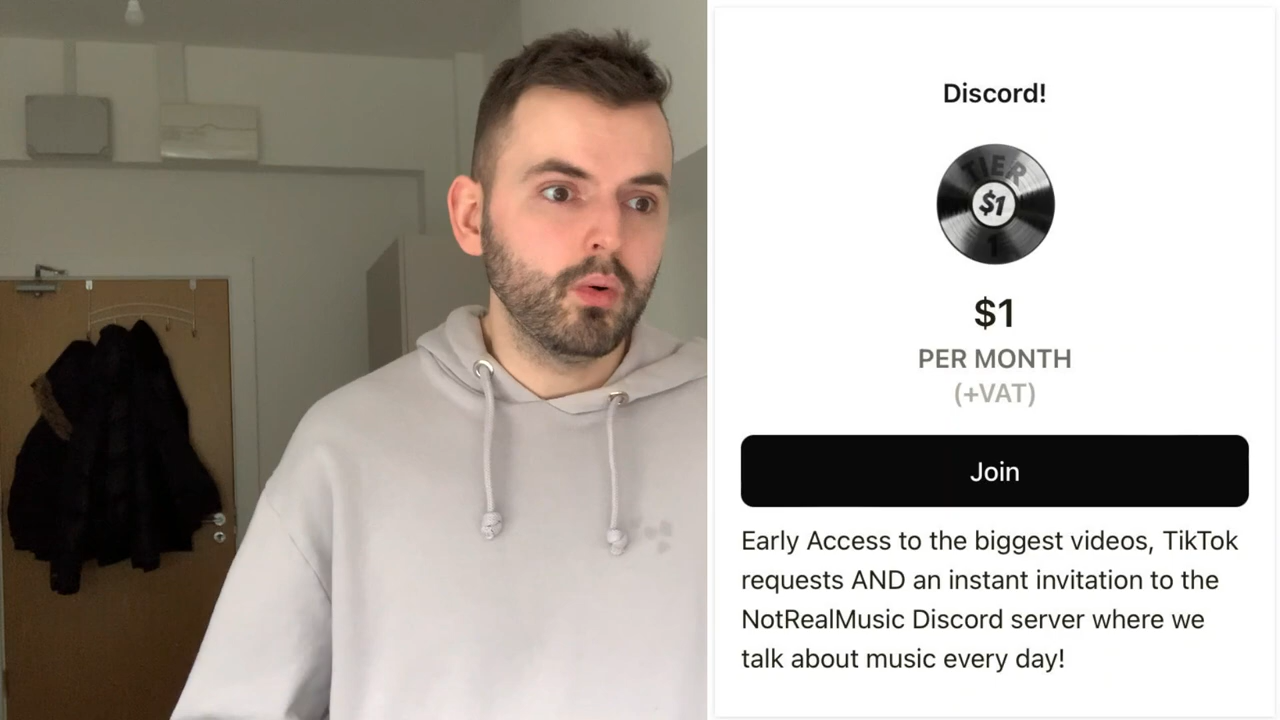 Discord!
TIER
$1
1
$1
PER MONTH
(+VAT)
Join
Early Access to the biggest videos, TikTok
requests AND an instant invitation to the
NotRealMusic Discord server where we
talk about music every day!